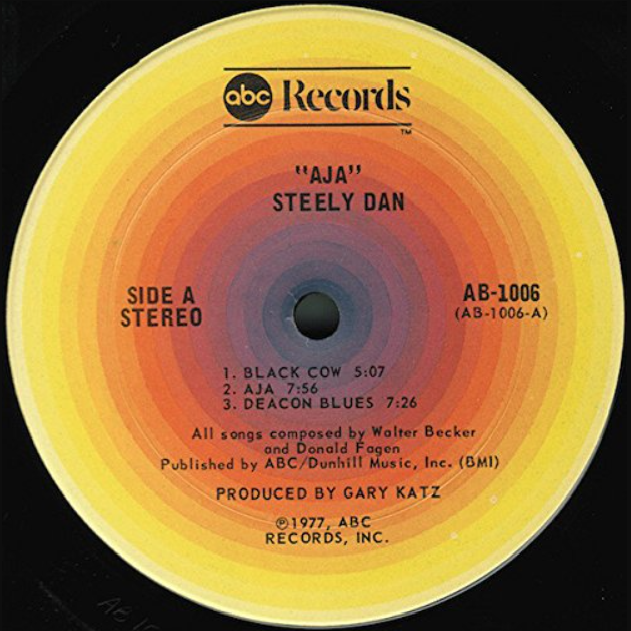 abc Records
™
"AJA"
STEELY DAN
SIDE A
STEREO
AB-1006
(AB-1006-A)
1. BLACK COW 5:07
2. AJA 7:56
3. DEACON BLUES 7:26
All songs composed by Walter Becker
and Donald Fagen
Published by ABC/Dunhill Music, Inc. (BMI)
PRODUCED BY GARY KATZ
℗1977, ABC
RECORDS, INC.